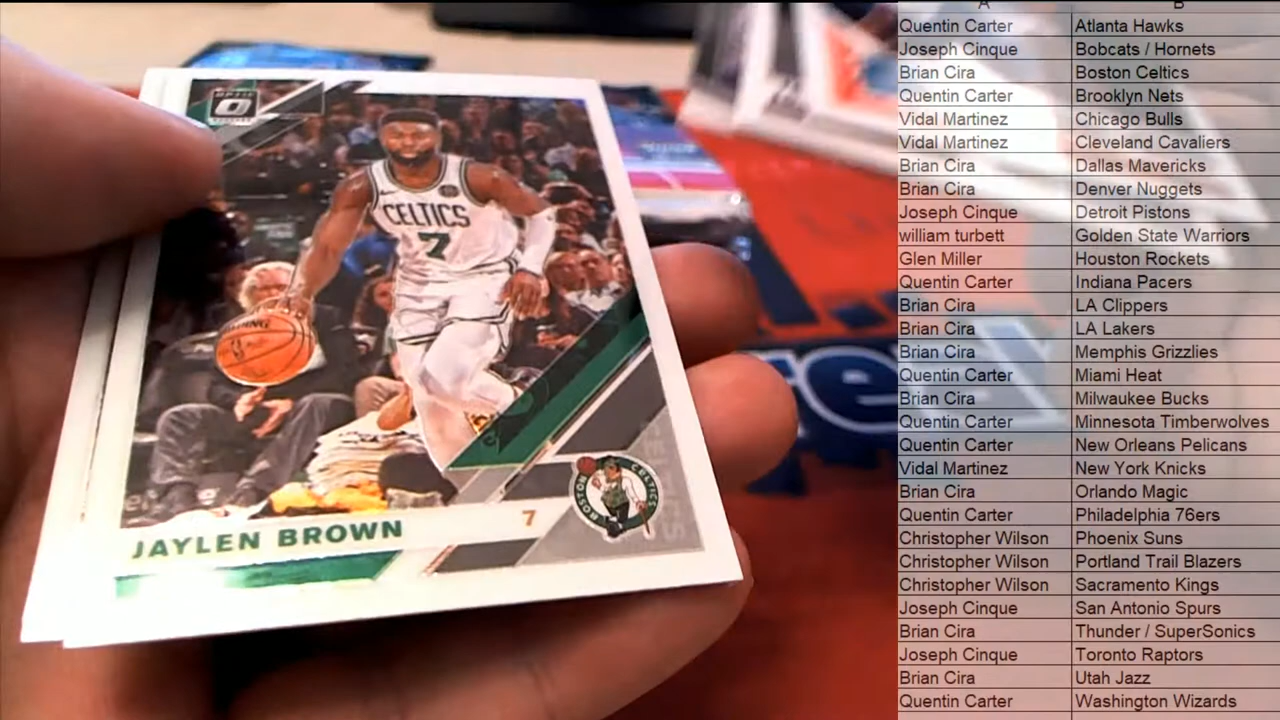 OPTIC
CELTICS
7
JAYLEN BROWN
7
BOSTON CELTICS
A B
Quentin Carter Atlanta Hawks
Joseph Cinque Bobcats / Hornets
Brian Cira Boston Celtics
Quentin Carter Brooklyn Nets
Vidal Martinez Chicago Bulls
Vidal Martinez Cleveland Cavaliers
Brian Cira Dallas Mavericks
Brian Cira Denver Nuggets
Joseph Cinque Detroit Pistons
william turbett Golden State Warriors
Glen Miller Houston Rockets
Quentin Carter Indiana Pacers
Brian Cira LA Clippers
Brian Cira LA Lakers
Brian Cira Memphis Grizzlies
Quentin Carter Miami Heat
Brian Cira Milwaukee Bucks
Quentin Carter Minnesota Timberwolves
Quentin Carter New Orleans Pelicans
Vidal Martinez New York Knicks
Brian Cira Orlando Magic
Quentin Carter Philadelphia 76ers
Christopher Wilson Phoenix Suns
Christopher Wilson Portland Trail Blazers
Christopher Wilson Sacramento Kings
Joseph Cinque San Antonio Spurs
Brian Cira Thunder / SuperSonics
Joseph Cinque Toronto Raptors
Brian Cira Utah Jazz
Quentin Carter Washington Wizards